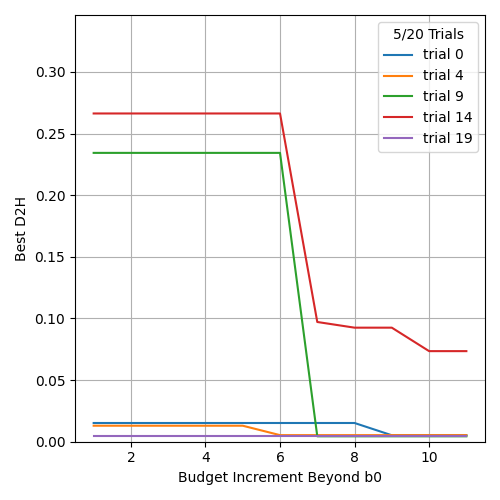 5/20 Trials
trial 0
trial 4
trial 9
trial 14
trial 19
0.30
0.25
0.20
0.15
0.10
0.05
0.00
Best D2H
2 4 6 8 10
Budget Increment Beyond b0